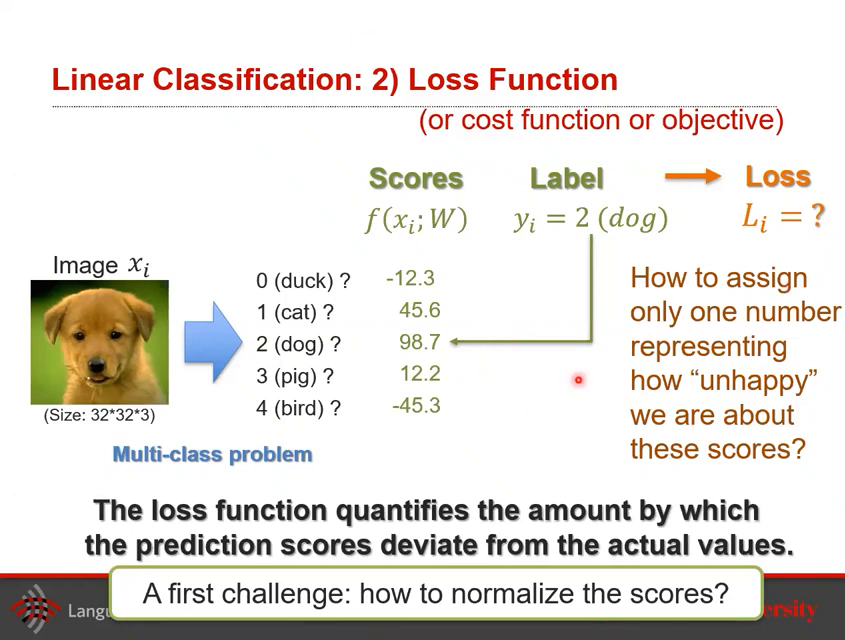 Linear Classification: 2) Loss Function
(or cost function or objective)
Scores Label Loss
f(x_i; W) y_i = 2 (dog) L_i = ?
Image x_i
0 (duck) ? -12.3
1 (cat) ? 45.6
2 (dog) ? 98.7
3 (pig) ? 12.2
4 (bird) ? -45.3
(Size: 32*32*3)
Multi-class problem
How to assign
only one number
representing
how “unhappy”
we are about
these scores?
The loss function quantifies the amount by which
the prediction scores deviate from the actual values.
A first challenge: how to normalize the scores?